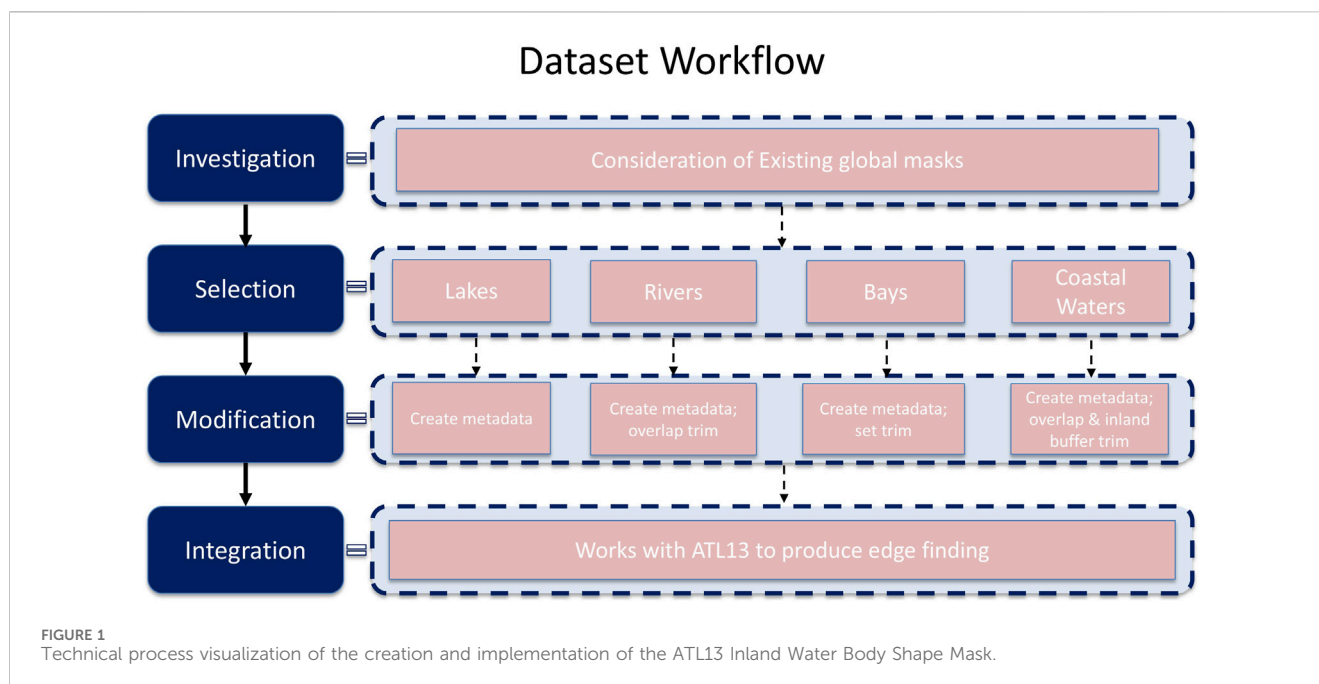 Dataset Workflow
Investigation
Consideration of Existing global masks
Selection
Lakes
Rivers
Bays
Coastal
Waters
Modification
Create metadata
Create metadata;
overlap trim
Create metadata;
set trim
Create metadata;
overlap & inland
buffer trim
Integration
Works with ATL13 to produce edge finding
FIGURE 1
Technical process visualization of the creation and implementation of the ATL13 Inland Water Body Shape Mask.